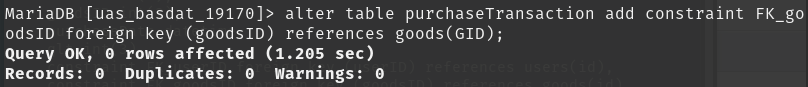 MariaDB [uas_basdat_19170]> alter table purchaseTransaction add constraint FK_go
odsID foreign key (goodsID) references goods(GID);
Query OK, 0 rows affected (1.205 sec)
Records: 0  Duplicates: 0  Warnings: 0